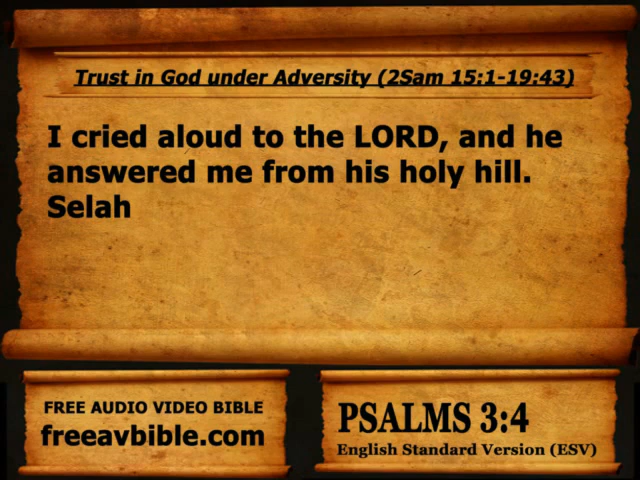 Trust in God under Adversity (2Sam 15:1-19:43)
I cried aloud to the LORD, and he
answered me from his holy hill.
Selah
FREE AUDIO VIDEO BIBLE
freeavbible.com
PSALMS 3:4
English Standard Version (ESV)